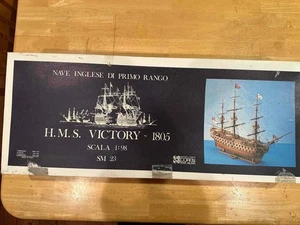 NAVE INGLESE DI PRIMO RANGO
H.M.S. VICTORY - 1805
SCALA 1:98
SM 23